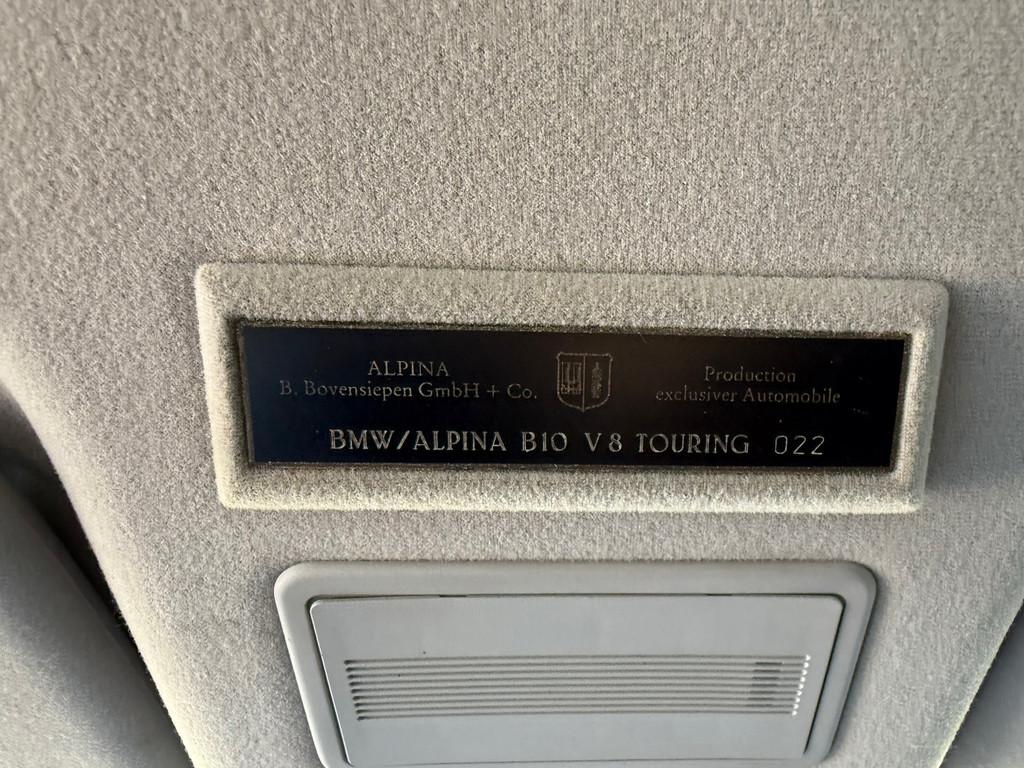 ALPINA
B. Bovensiepen GmbH + Co.
Production
exclusiver Automobile
BMW/ALPINA B10 V8 TOURING 022